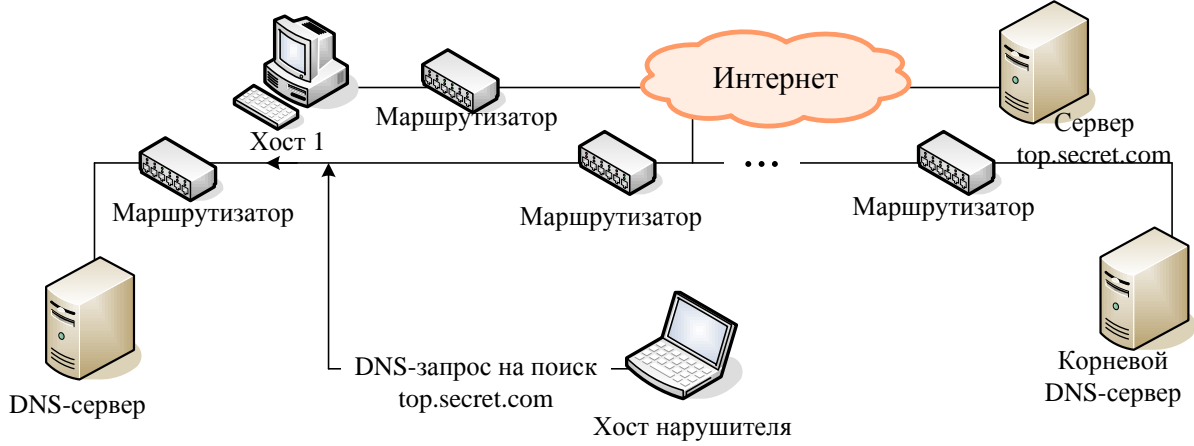 Интернет
Маршрутизатор
Хост 1
Сервер
top.secret.com
Маршрутизатор
Маршрутизатор
Маршрутизатор
DNS-запрос на поиск
top.secret.com
Корневой
DNS-сервер
DNS-сервер
Хост нарушителя